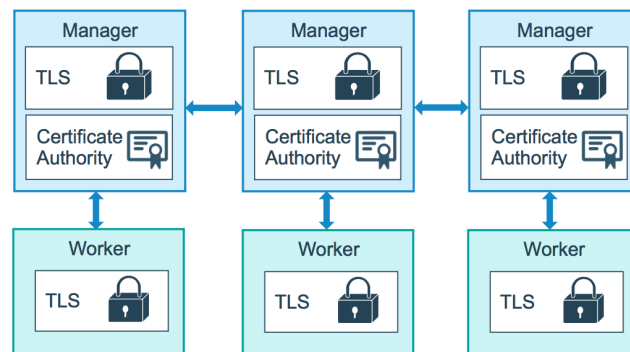 Manager
Manager
Manager
TLS
TLS
TLS
Certificate
Authority
Certificate
Authority
Certificate
Authority
Worker
Worker
Worker
TLS
TLS
TLS